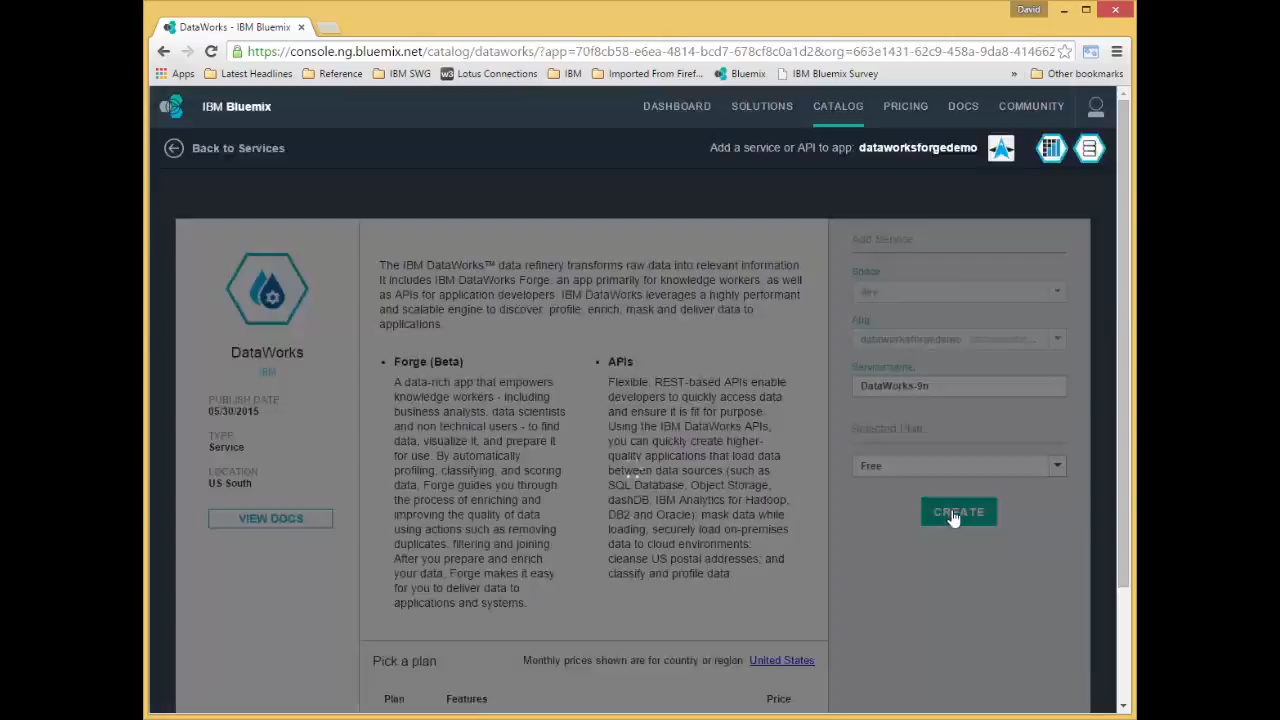 David
DataWorks - IBM Bluemix
https://console.ng.bluemix.net/catalog/dataworks/?app=70f8cb58-e6ea-4814-bcd7-678cf8c0a1d2&org=663e1431-62c9-458a-9da8-414662
Apps Latest Headlines Reference IBM SWG w3 Lotus Connections IBM Imported From Firef... Bluemix IBM Bluemix Survey » Other bookmarks
IBM Bluemix DASHBOARD SOLUTIONS CATALOG PRICING DOCS COMMUNITY
Back to Services Add a service or API to app: dataworksforgedemo
DataWorks
IBM
PUBLISH DATE
05/30/2015
TYPE
Service
LOCATION
US South
VIEW DOCS
The IBM DataWorks™ data refinery transforms raw data into relevant information
It includes IBM DataWorks Forge, an app primarily for knowledge workers, as well
as APIs for application developers. IBM DataWorks leverages a highly performant
and scalable engine to discover, profile, enrich, mask and deliver data to
applications.
• Forge (Beta)
A data-rich app that empowers
knowledge workers - including
business analysts, data scientists
and non technical users - to find
data, visualize it, and prepare it
for use. By automatically
profiling, classifying, and scoring
data, Forge guides you through
the process of enriching and
improving the quality of data
using actions such as removing
duplicates, filtering and joining.
After you prepare and enrich
your data, Forge makes it easy
for you to deliver data to
applications and systems.
• APIs
Flexible, REST-based APIs enable
developers to quickly access data
and ensure it is fit for purpose.
Using the IBM DataWorks APIs,
you can quickly create higher-
quality applications that load data
between data sources (such as
SQL Database, Object Storage,
dashDB, IBM Analytics for Hadoop,
DB2 and Oracle); mask data while
loading, securely load on-premises
data to cloud environments;
cleanse US postal addresses; and
classify and profile data
Add Service
Space:
dev
App:
dataworksforgedemo
Service name:
DataWorks-9n
Selected Plan:
Free
CREATE
Pick a plan Monthly prices shown are for country or region United States
Plan Features Price